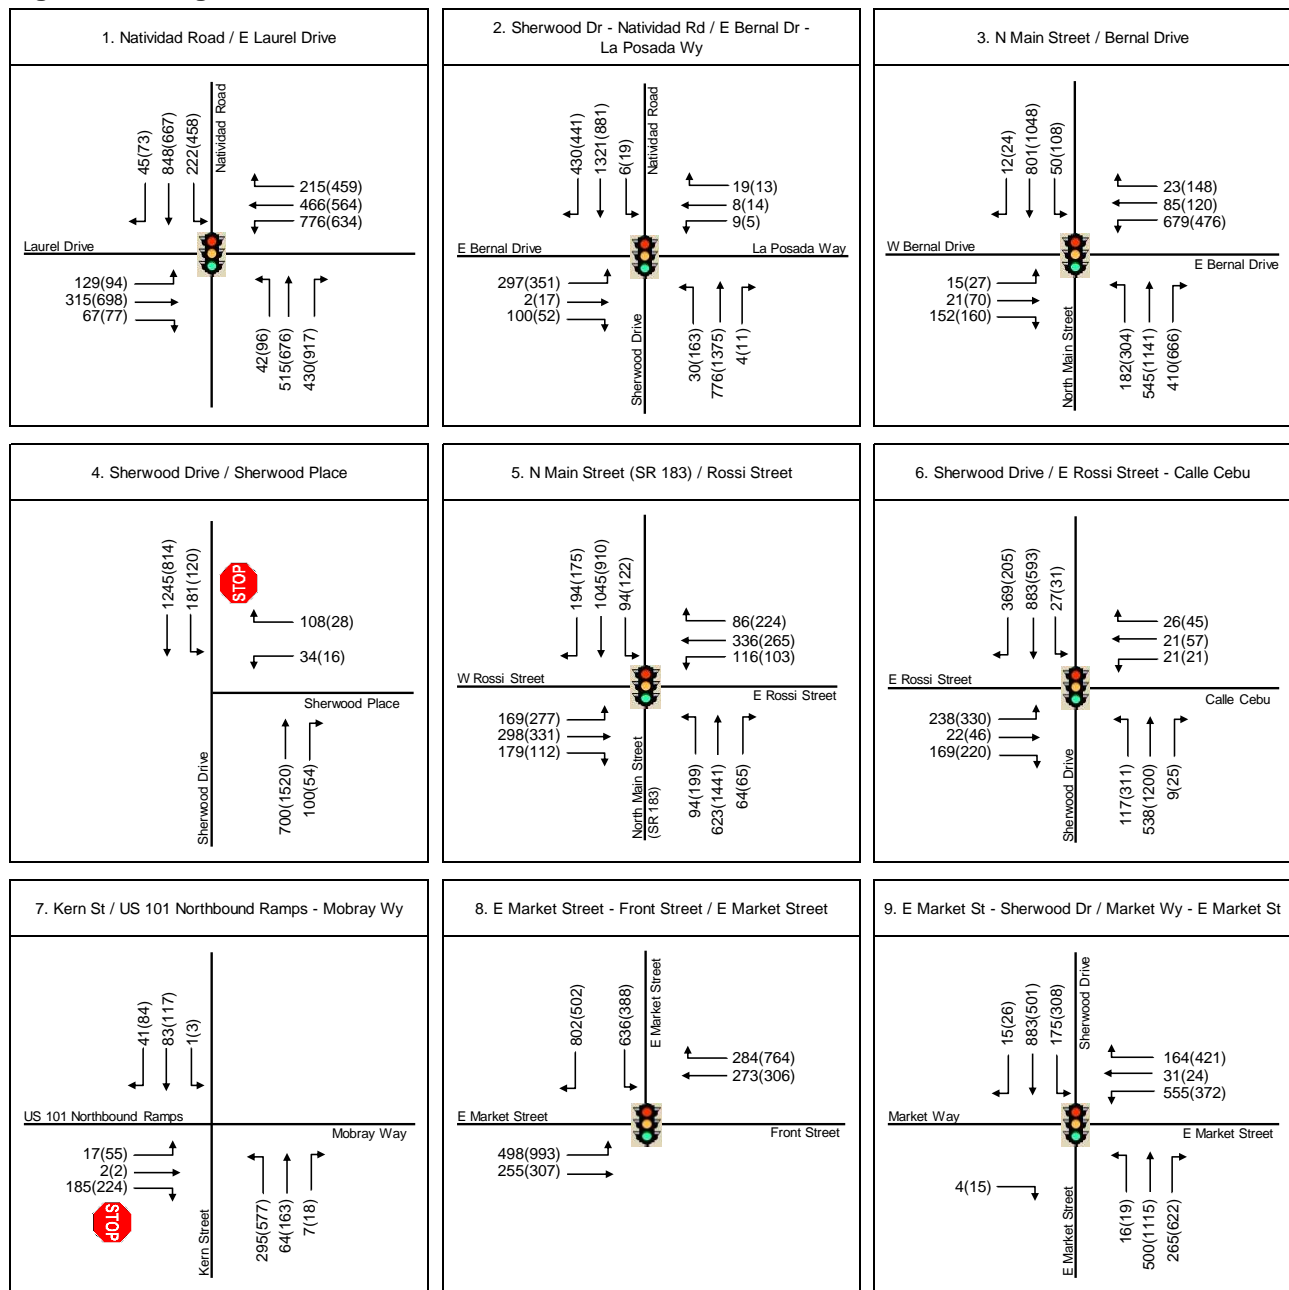 1. Natividad Road / E Laurel Drive
45(73)
848(667)
222(458)
Natividad Road
215(459)
466(564)
776(634)
Laurel Drive
129(94)
315(698)
67(77)
42(96)
515(676)
430(917)
2. Sherwood Dr - Natividad Rd / E Bernal Dr -
La Posada Wy
430(441)
1321(881)
6(19)
Natividad Road
19(13)
8(14)
9(5)
E Bernal Drive
La Posada Way
297(351)
2(17)
100(52)
Sherwood Drive
30(163)
776(1375)
4(11)
3. N Main Street / Bernal Drive
12(24)
801(1048)
50(108)
23(148)
85(120)
679(476)
W Bernal Drive
E Bernal Drive
15(27)
21(70)
152(160)
North Main Street
182(304)
545(1141)
410(666)
4. Sherwood Drive / Sherwood Place
1245(814)
181(120)
STOP
108(28)
34(16)
Sherwood Place
Sherwood Drive
700(1520)
100(54)
5. N Main Street (SR 183) / Rossi Street
194(175)
1045(910)
94(122)
86(224)
336(265)
116(103)
W Rossi Street
E Rossi Street
169(277)
298(331)
179(112)
North Main Street
(SR 183)
94(199)
623(1441)
64(65)
6. Sherwood Drive / E Rossi Street - Calle Cebu
369(205)
883(593)
27(31)
26(45)
21(57)
21(21)
E Rossi Street
Calle Cebu
238(330)
22(46)
169(220)
Sherwood Drive
117(311)
538(1200)
9(25)
7. Kern St / US 101 Northbound Ramps - Mobray Wy
41(84)
83(117)
1(3)
US 101 Northbound Ramps
Mobray Way
17(55)
2(2)
185(224)
STOP
Kern Street
295(577)
64(163)
7(18)
8. E Market Street - Front Street / E Market Street
802(502)
636(388)
E Market Street
284(764)
273(306)
E Market Street
Front Street
498(993)
255(307)
9. E Market St - Sherwood Dr / Market Wy - E Market St
15(26)
883(501)
175(308)
Sherwood Drive
164(421)
31(24)
555(372)
Market Way
E Market Street
4(15)
E Market Street
16(19)
500(1115)
265(622)